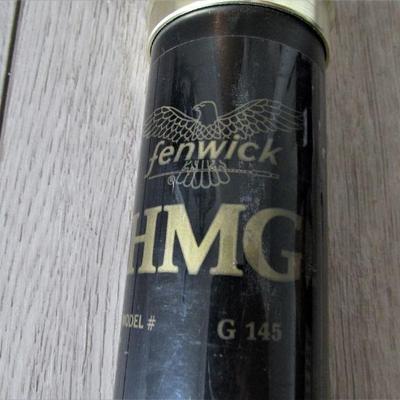 fenwick
®
HMG
MODEL # G 145